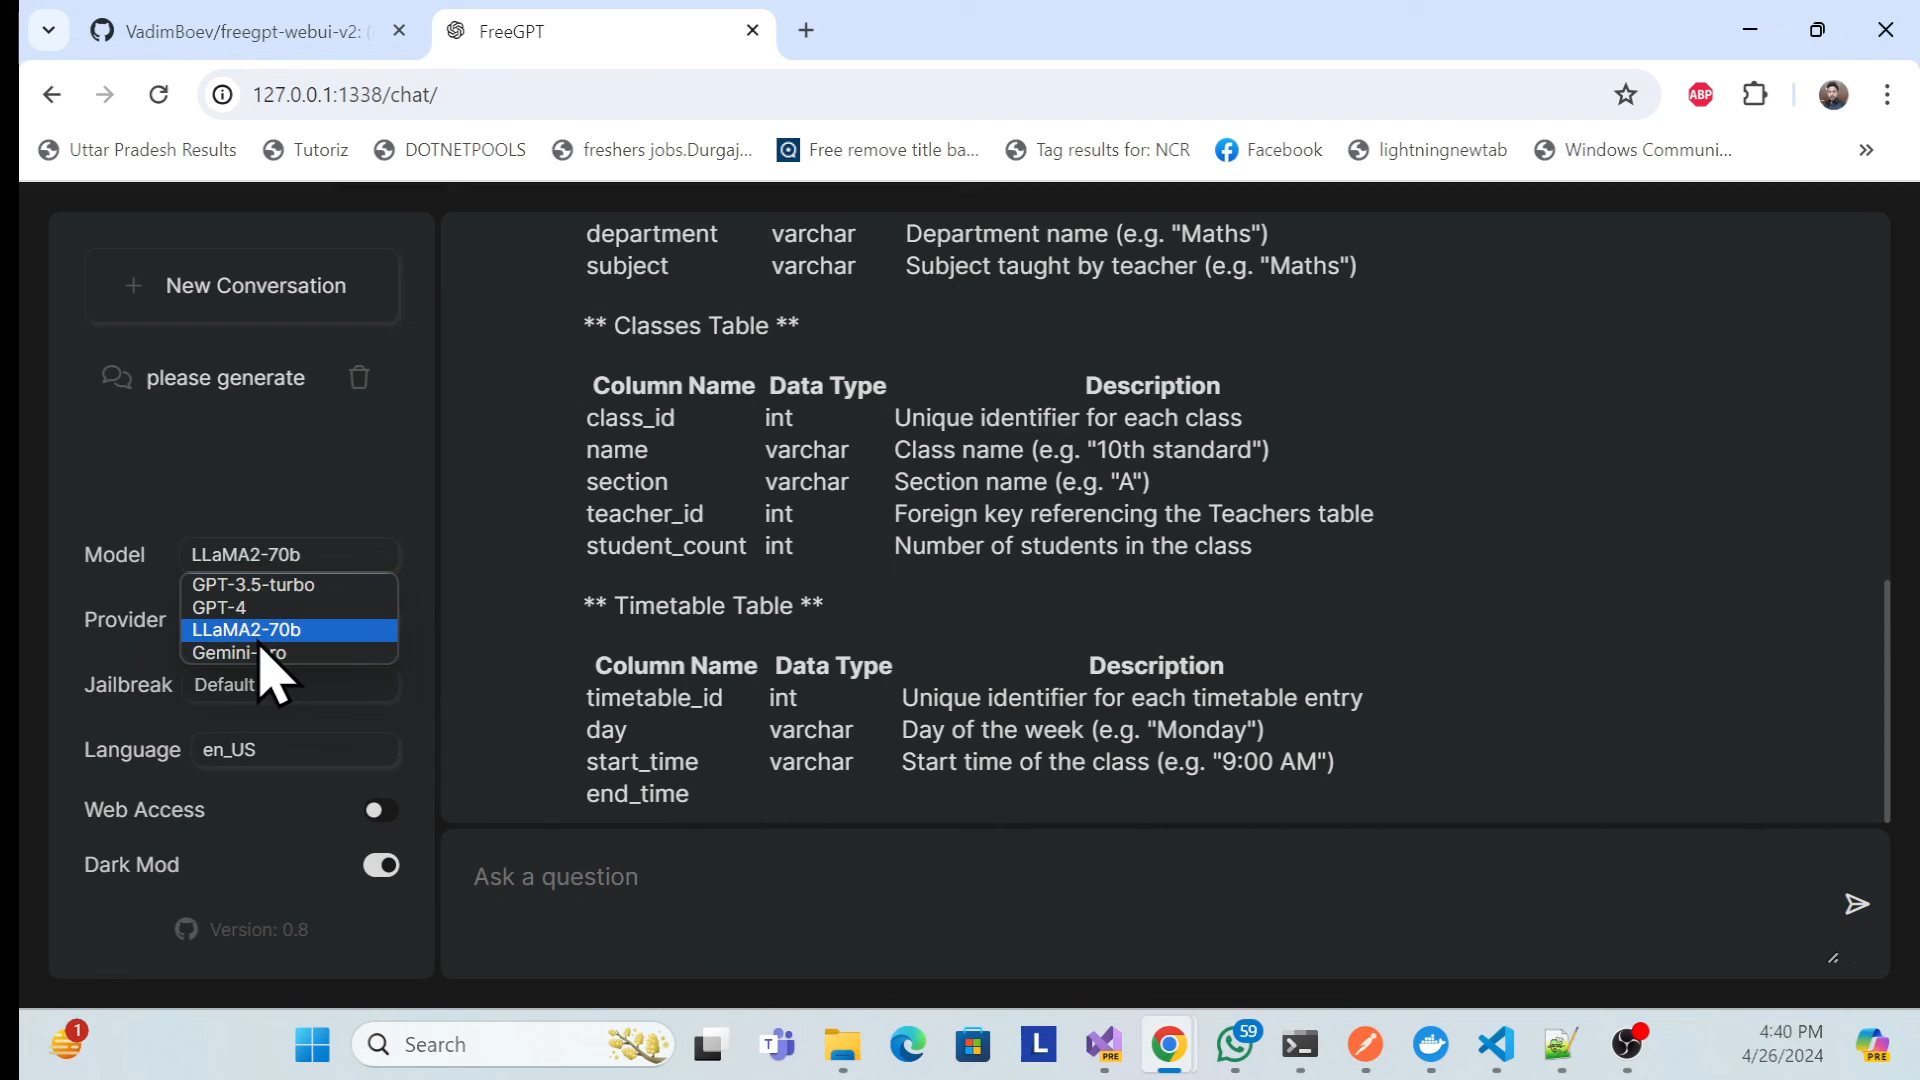 VadimBoev/freegpt-webui-v2: (
FreeGPT
127.0.0.1:1338/chat/
ABP
Uttar Pradesh Results
Tutoriz
DOTNETPOOLS
freshers jobs.Durgaj...
Free remove title ba...
Tag results for: NCR
Facebook
lightningnewtab
Windows Communi...
»
+ New Conversation
please generate
Model LLaMA2-70b
GPT-3.5-turbo
GPT-4
LLaMA2-70b
Provider
Jailbreak Default
Language en_US
Web Access
Dark Mod
Version: 0.8
department varchar Department name (e.g. "Maths")
subject varchar Subject taught by teacher (e.g. "Maths")
** Classes Table **
Column Name Data Type Description
class_id int Unique identifier for each class
name varchar Class name (e.g. "10th standard")
section varchar Section name (e.g. "A")
teacher_id int Foreign key referencing the Teachers table
student_count int Number of students in the class
** Timetable Table **
Column Name Data Type Description
timetable_id int Unique identifier for each timetable entry
day varchar Day of the week (e.g. "Monday")
start_time varchar Start time of the class (e.g. "9:00 AM")
end_time
Ask a question
1
Search
T
L
PRE
59
4:40 PM
4/26/2024
PRE